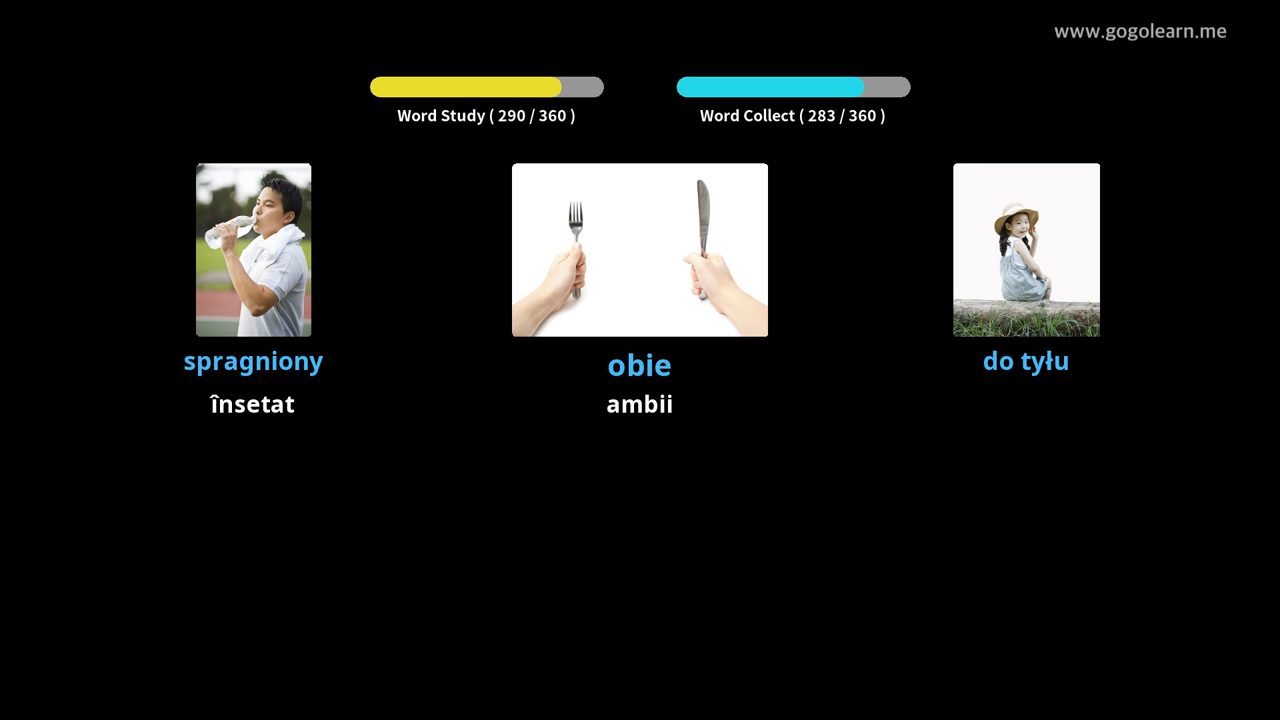 www.gogolearn.me
Word Study ( 290 / 360 )
Word Collect ( 283 / 360 )
spragniony
însetat
obie
ambii
do tyłu